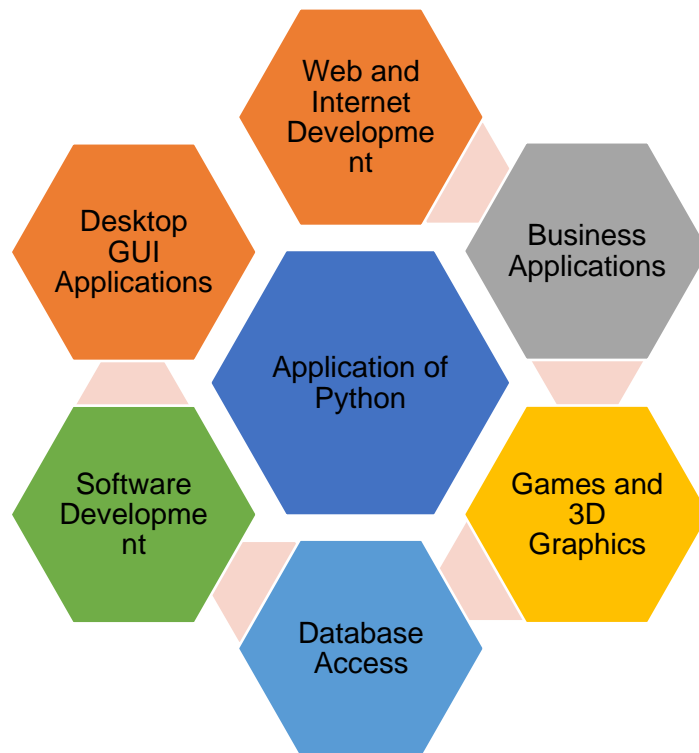 Web and
Internet
Developme
nt
Desktop
GUI
Applications
Business
Applications
Application of
Python
Software
Developme
nt
Games and
3D
Graphics
Database
Access